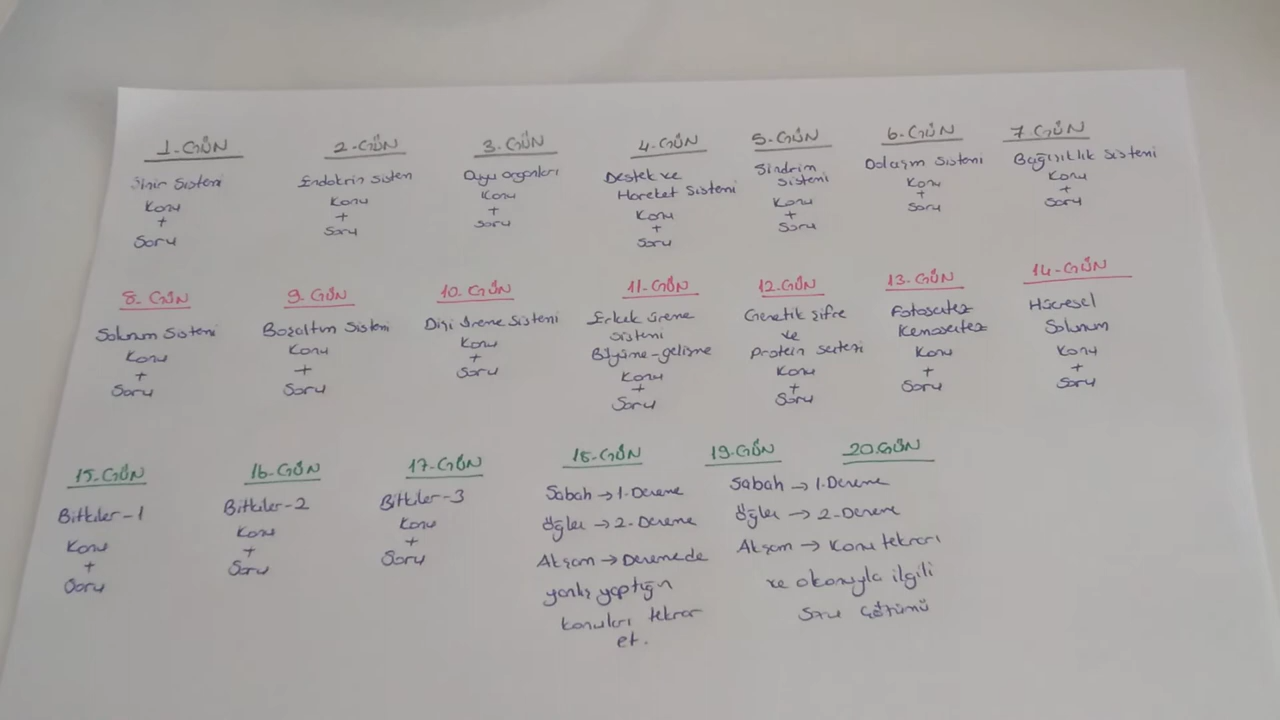 1.GÜN
Sinir Sistemi
Konu
+
Soru
2.GÜN
Endokrin Sistem
Konu
+
Soru
3.GÜN
Duyu organları
Konu
+
Soru
4.GÜN
Destek ve
Hareket Sistemi
Konu
+
Soru
5.GÜN
Sindirim
Sistemi
Konu
+
Soru
6.GÜN
Dolaşım Sistemi
Konu
+
Soru
7.GÜN
Bağışıklık Sistemi
Konu
+
Soru
8.GÜN
Solunum Sistemi
Konu
+
Soru
9.GÜN
Boşaltım Sistemi
Konu
+
Soru
10.GÜN
Dişi Üreme Sistemi
Konu
+
Soru
11.GÜN
Erkek Üreme
Sistemi
Büyüme-gelişme
Konu
+
Soru
12.GÜN
Genetik Şifre
ve
Protein Sentezi
Konu
+
Soru
13.GÜN
Fotosentez
Kemosentez
Konu
+
Soru
14.GÜN
Hücresel
Solunum
Konu
+
Soru
15.GÜN
Bitkiler-1
Konu
+
Soru
16.GÜN
Bitkiler-2
Konu
+
Soru
17.GÜN
Bitkiler-3
Konu
+
Soru
18.GÜN
Sabah → 1.Deneme
Öğlen → 2.Deneme
Akşam → Denemede
yanlış yaptığın
konuları tekrar
et.
19.GÜN 20.GÜN
Sabah → 1.Deneme
Öğlen → 2.Deneme
Akşam → Konu tekrarı
ve o konuyla ilgili
Soru Çözümü